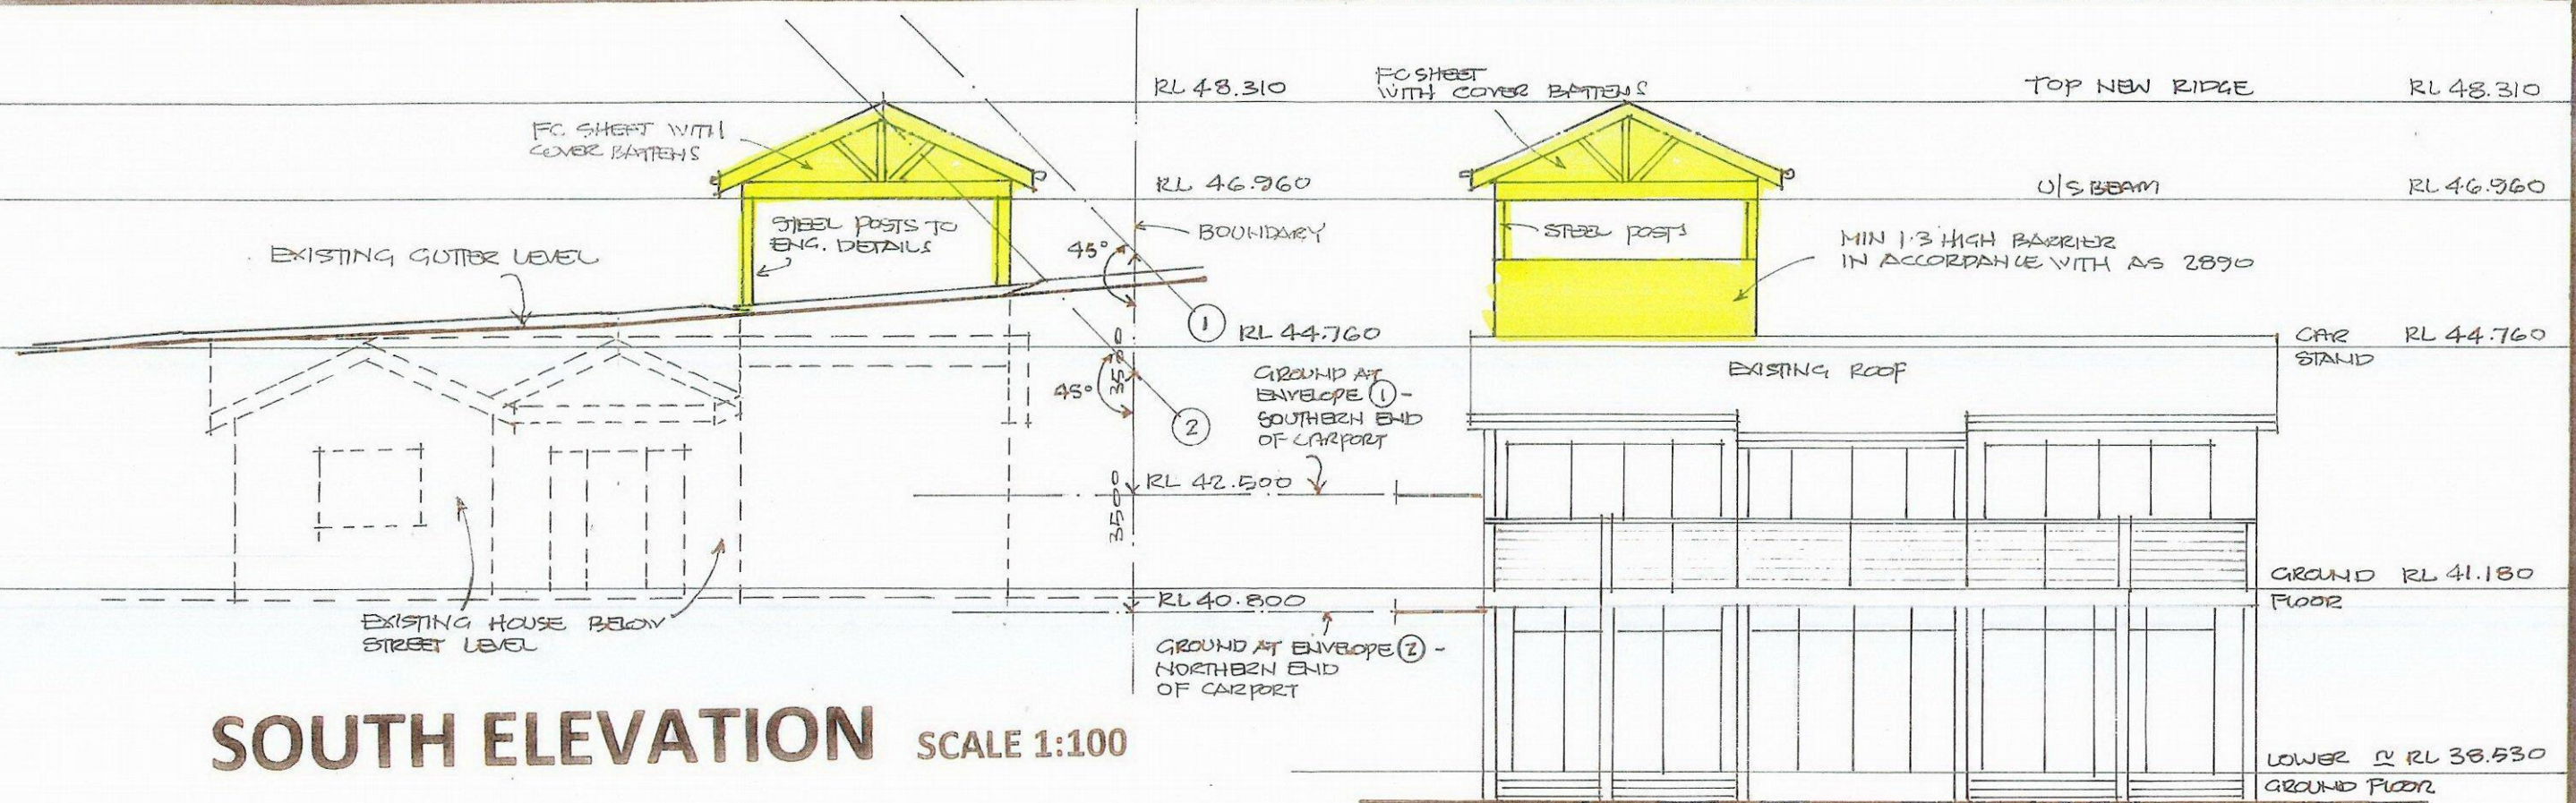 RL 48.310
FC SHEET
WITH COVER BATTENS
TOP NEW RIDGE
RL 48.310
FC SHEET WITH
COVER BATTENS
RL 46.960
U/S BEAM
RL 46.960
STEEL POSTS TO
ENG. DETAILS
BOUNDARY
STEEL POSTS
MIN 1·3 HIGH BARRIER
IN ACCORDANCE WITH AS 2890
EXISTING GUTTER LEVEL
45°
1
RL 44.760
CAR
STAND
RL 44.760
3500
45°
2
GROUND AT
ENVELOPE 1 -
SOUTHERN END
OF CARPORT
EXISTING ROOF
RL 42.500
3500
GROUND
FLOOR
RL 41.180
RL 40.800
EXISTING HOUSE BELOW
STREET LEVEL
GROUND AT ENVELOPE 2 -
NORTHERN END
OF CARPORT
SOUTH ELEVATION SCALE 1:100
LOWER ≃ RL 38.530
GROUND FLOOR